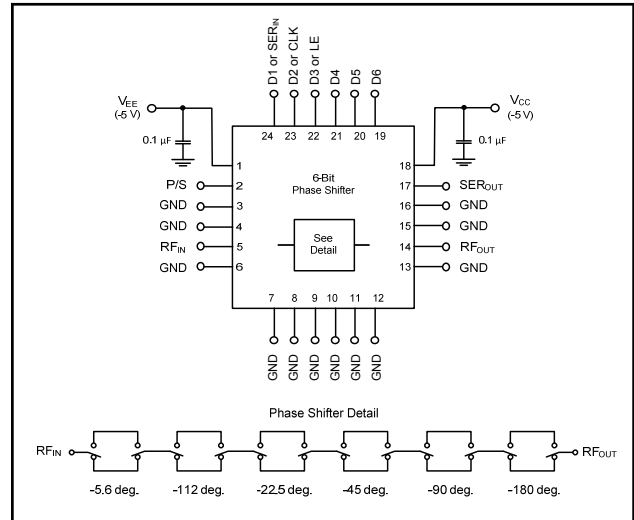 D1 or SERIN
D2 or CLK
D3 or LE
D4
D5
D6
VEE
(-5 V)
VCC
(-5 V)
0.1 µF
0.1 µF
24 23 22 21 20 19
1
18
6-Bit
Phase Shifter
P/S 2
17 SEROUT
GND 3
16 GND
GND 4
15 GND
See
Detail
RFIN 5
14 RFOUT
GND 6
13 GND
7 8 9 10 11 12
GND
GND
GND
GND
GND
GND
Phase Shifter Detail
RFIN
RFOUT
-5.6 deg. -112 deg. -22.5 deg. -45 deg. -90 deg. -180 deg.